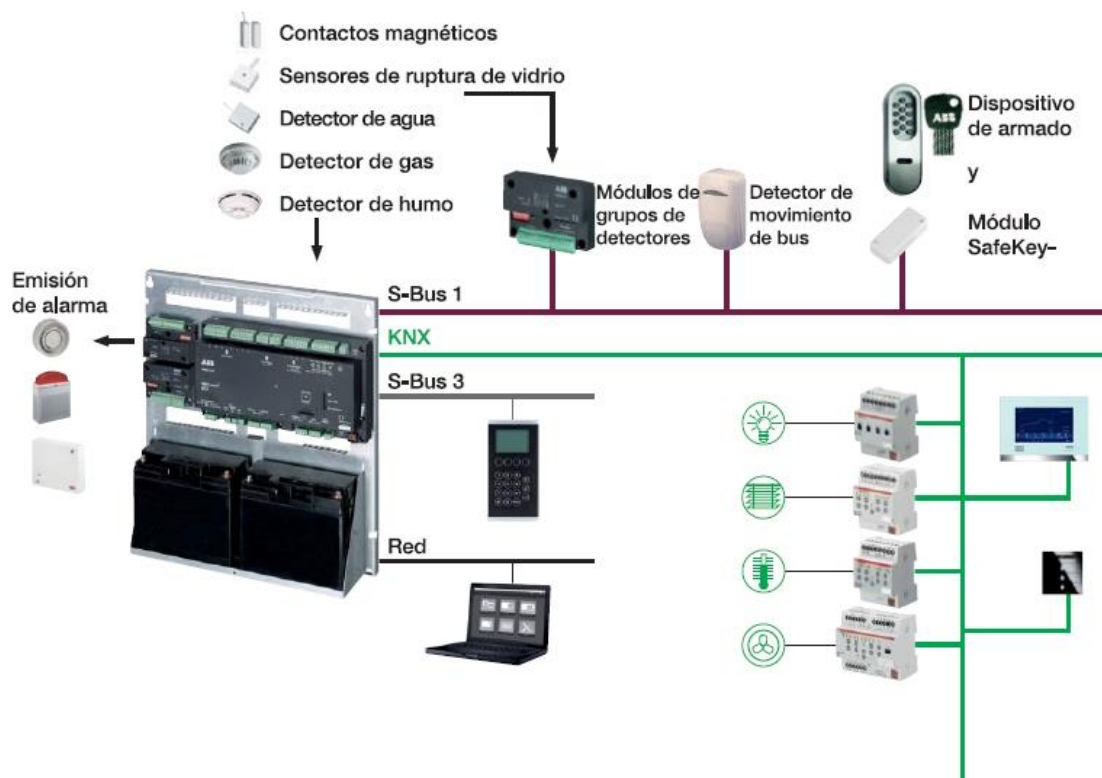 Contactos magnéticos
Sensores de ruptura de vidrio
Detector de agua
Detector de gas
Detector de humo
ABB
Dispositivo
de armado
y
Módulo
SafeKey–
Módulos de
grupos de
detectores
Detector de
movimiento
de bus
Emisión
de alarma
S-Bus 1
KNX
S-Bus 3
Red
ABB